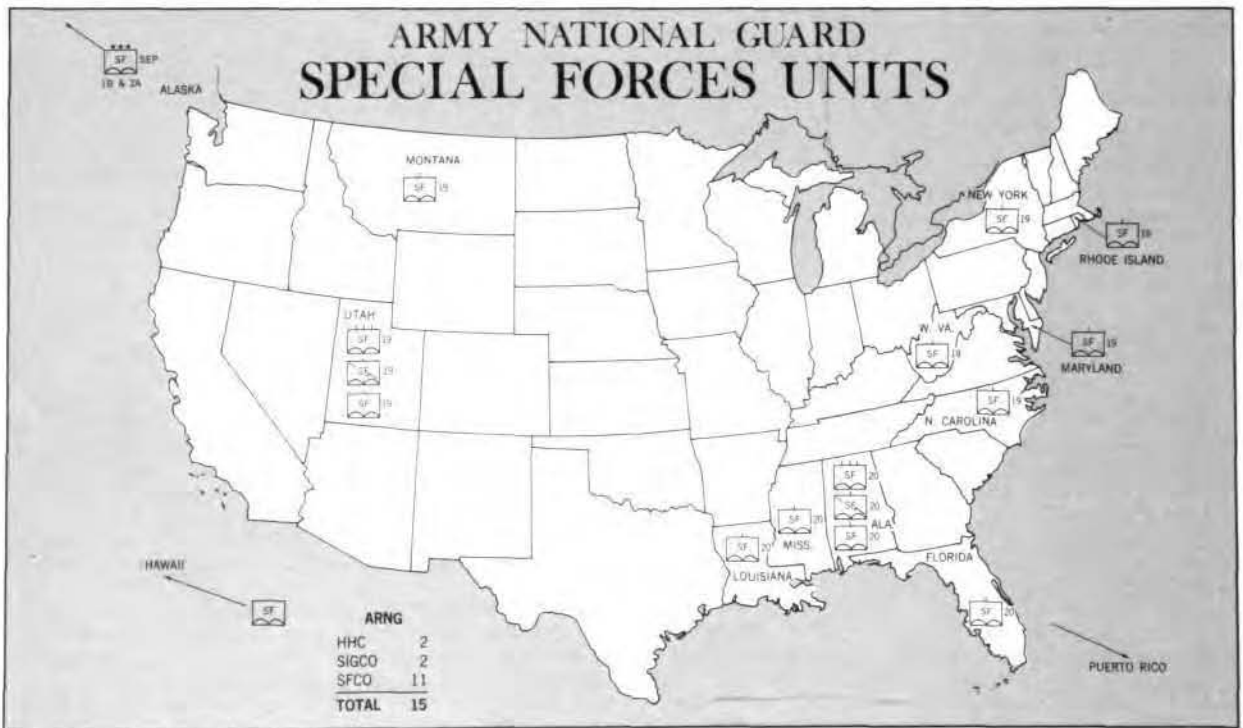 ARMY NATIONAL GUARD
SPECIAL FORCES UNITS
SF SEP
1B & 2A
ALASKA
MONTANA
SF 19
NEW YORK
SF 19
SF 19
RHODE ISLAND
UTAH
SF 19
SF 19
SF 19
W. VA.
SF 19
SF 19
MARYLAND
SF 19
N. CAROLINA
SF 20
SF 20
ALA
SF 20
SF 20
MISS.
SF 20
LOUISIANA
FLORIDA
SF 20
HAWAII
SF
PUERTO RICO
ARNG
HHC 2
SIGCO 2
SFCO 11
TOTAL 15